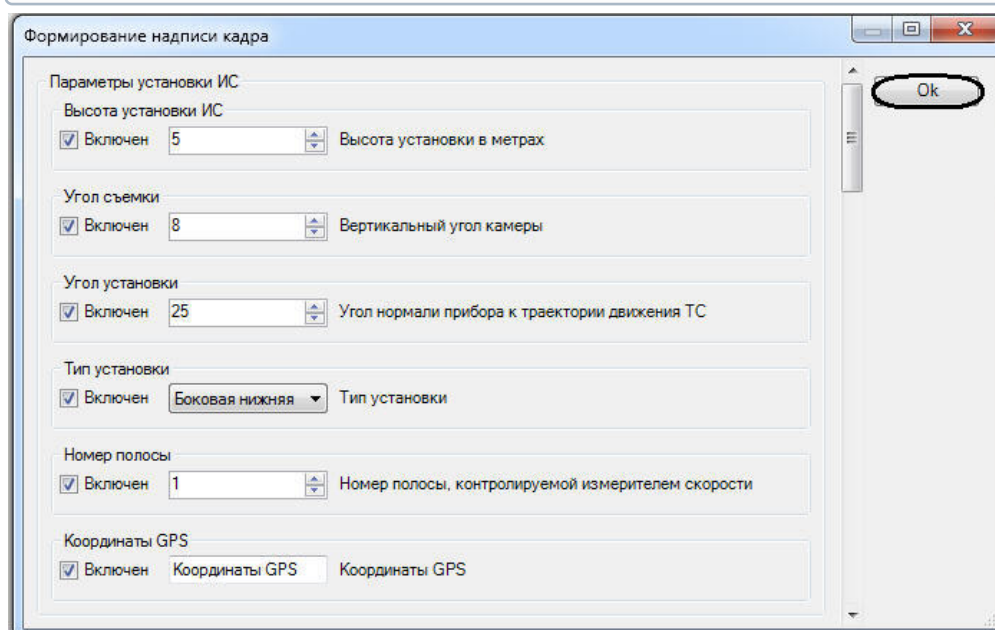 Формирование надписи кадра
Ok
Параметры установки ИС
Высота установки ИС
Включен 5 Высота установки в метрах
Угол съемки
Включен 8 Вертикальный угол камеры
Угол установки
Включен 25 Угол нормали прибора к траектории движения ТС
Тип установки
Включен Боковая нижняя Тип установки
Номер полосы
Включен 1 Номер полосы, контролируемой измерителем скорости
Координаты GPS
Включен Координаты GPS Координаты GPS